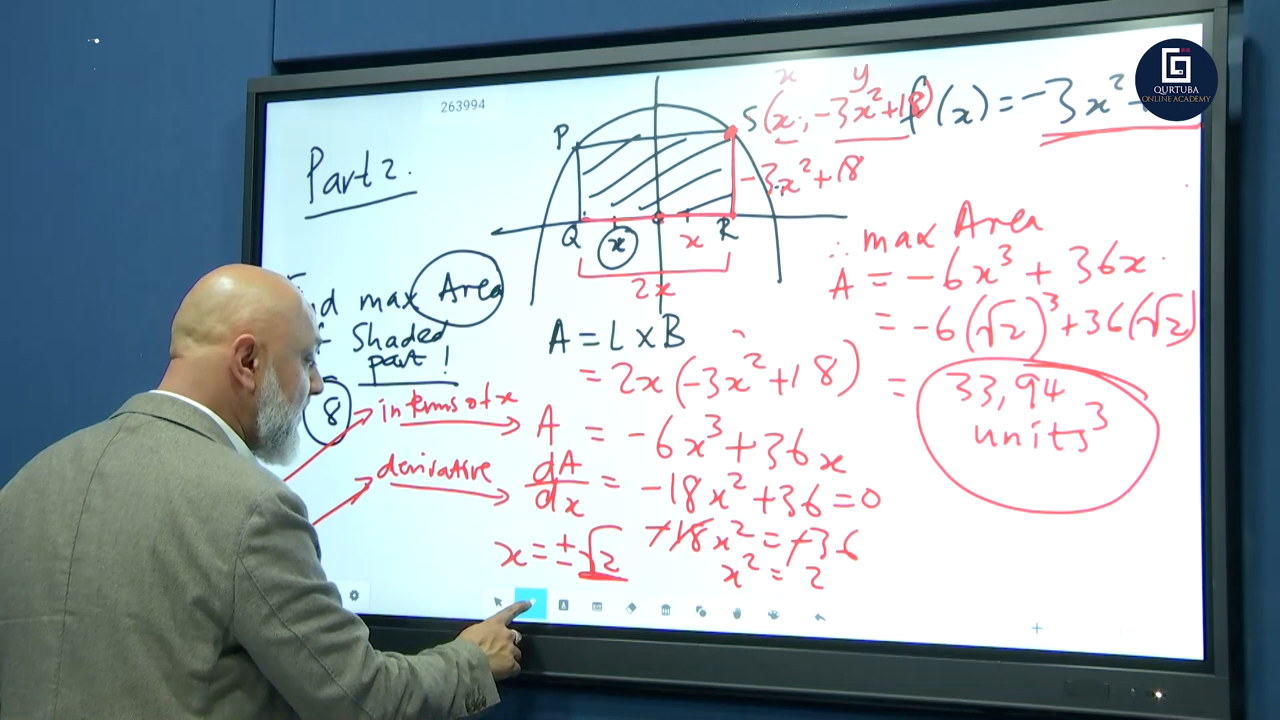 263994
QURTUBA
ONLINE ACADEMY
Part 2.
x y
S(x, -3x²+18) f(x) = -3x²
P
-3x²+18
Q x x R
2x
max Area
of Shaded
part !
8
A = L x B
= 2x(-3x²+18)
in terms of x
A = -6x³+36x
derivative
dA/dx = -18x²+36=0
-18x² = -36
x² = 2
x = ±√2
∴ max Area
A = -6x³ + 36x
= -6(√2)³+36(√2)
= 33,94
units³